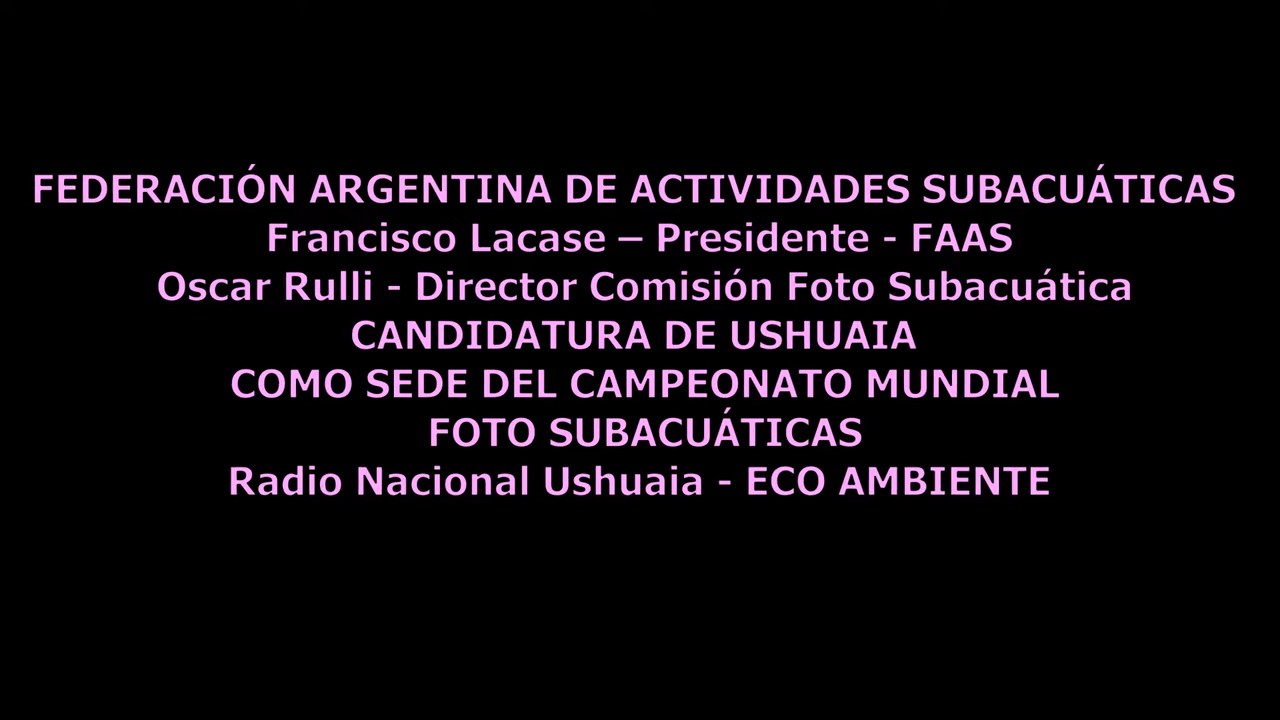 FEDERACIÓN ARGENTINA DE ACTIVIDADES SUBACUÁTICAS
Francisco Lacase – Presidente - FAAS
Oscar Rulli - Director Comisión Foto Subacuática
CANDIDATURA DE USHUAIA
COMO SEDE DEL CAMPEONATO MUNDIAL
FOTO SUBACUÁTICAS
Radio Nacional Ushuaia - ECO AMBIENTE